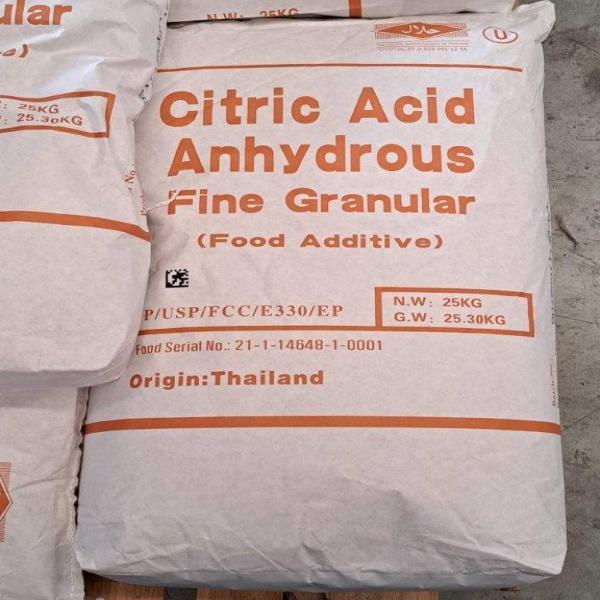 ular
N.W: 25KG
حلال
U
25KG
25.30KG
Citric Acid
Anhydrous
Fine Granular
(Food Additive)
P/USP/FCC/E330/EP
N.W: 25KG
G.W: 25.30KG
Food Serial No.: 21-1-14648-1-0001
Origin:Thailand